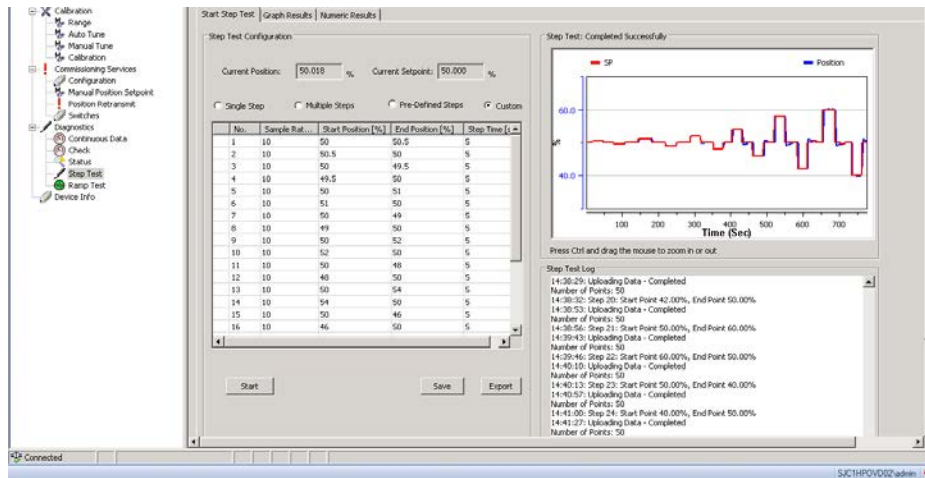 Calibration
Range
Auto Tune
Manual Tune
Calibration
Commissioning Services
Configuration
Manual Position Setpoint
Position Retransmit
Switches
Diagnostics
Continuous Data
Check
Status
Step Test
Ramp Test
Device Info
Start Step Test Graph Results Numeric Results
Step Test Configuration
Current Position: 50.018 % Current Setpoint: 50.000 %
Single Step Multiple Steps Pre-Defined Steps Custom
No. Sample Rat... Start Position [%] End Position [%] Step Time [s
1 10 50 50.5 5
2 10 50.5 50 5
3 10 50 49.5 5
4 10 49.5 50 5
5 10 50 51 5
6 10 51 50 5
7 10 50 49 5
8 10 49 50 5
9 10 50 52 5
10 10 52 50 5
11 10 50 48 5
12 10 48 50 5
13 10 50 54 5
14 10 54 50 5
15 10 50 46 5
16 10 46 50 5
Start Save Export
Step Test: Completed Successfully
SP Position
60.0
%
40.0
100 200 300 400 500 600 700
Time (Sec)
Press Ctrl and drag the mouse to zoom in or out
Step Test Log
14:38:29: Uploading Data - Completed
Number of Points: 50
14:38:32: Step 20: Start Point 42.00%, End Point 50.00%
14:38:53: Uploading Data - Completed
Number of Points: 50
14:38:56: Step 21: Start Point 50.00%, End Point 60.00%
14:39:43: Uploading Data - Completed
Number of Points: 50
14:39:46: Step 22: Start Point 60.00%, End Point 50.00%
14:40:10: Uploading Data - Completed
Number of Points: 50
14:40:13: Step 23: Start Point 50.00%, End Point 40.00%
14:40:57: Uploading Data - Completed
Number of Points: 50
14:41:00: Step 24: Start Point 40.00%, End Point 50.00%
14:41:27: Uploading Data - Completed
Number of Points: 50
Connected
SJC1HPOVD02\admin